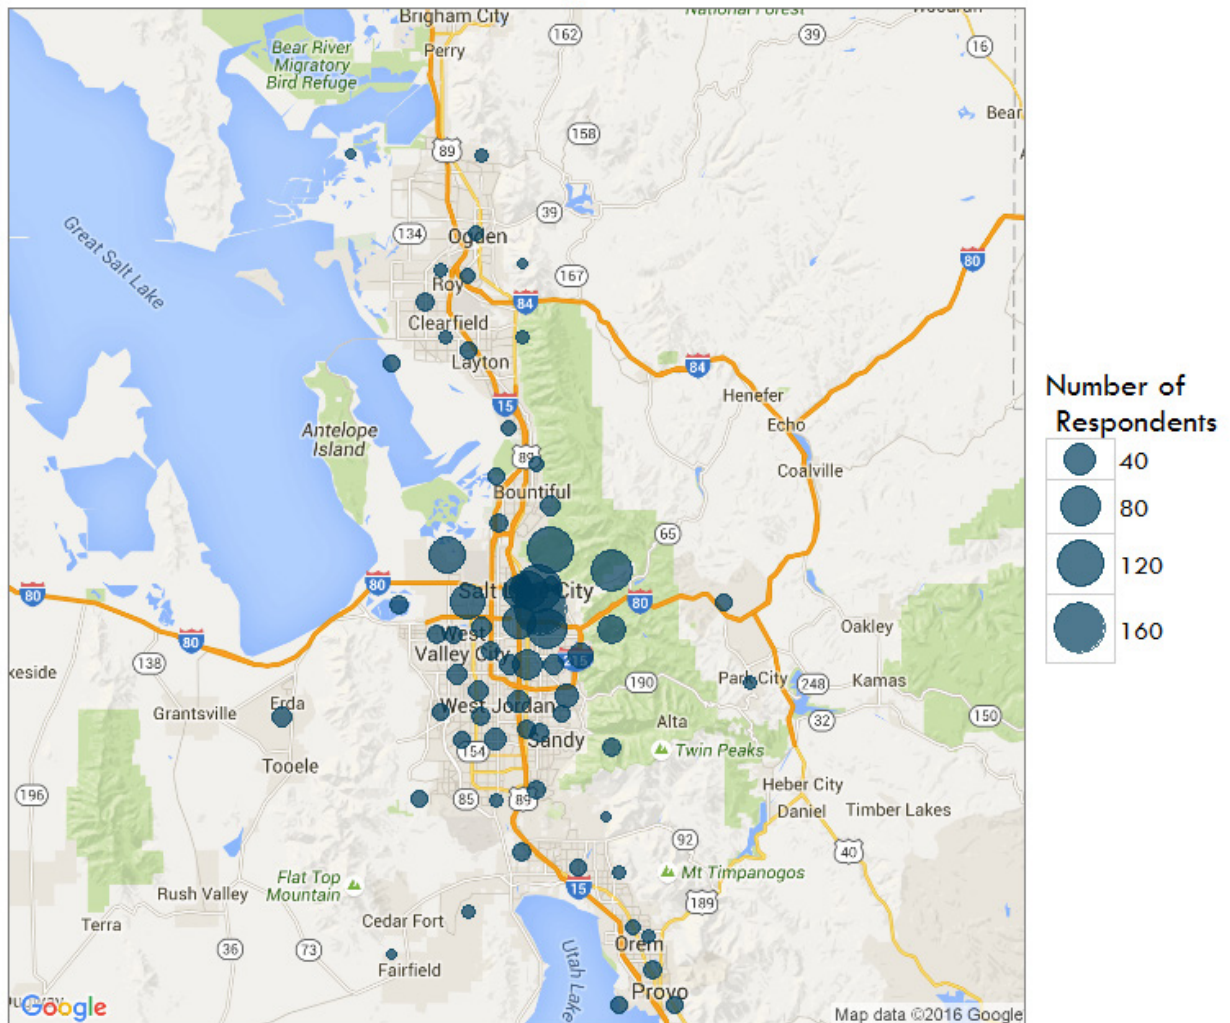 Brigham City
National Forest
Perry
162
39
16
Bear River
Migratory
Bird Refuge
Bear
158
89
39
Great Salt Lake
134
Ogden
80
167
Roy
84
Clearfield
Layton
84
Henefer
15
Echo
Antelope
Island
89
Coalville
Bountiful
65
80
Salt Lake City
80
80
West
Valley City
80
Oakley
138
215
keside
190
Park City
248
Kamas
Grantsville
Erda
West Jordan
150
Alta
32
Sandy
Twin Peaks
154
Tooele
Heber City
196
85
89
Daniel
Timber Lakes
92
40
Flat Top
Mountain
15
Mt Timpanogos
Rush Valley
189
Cedar Fort
Terra
36
73
Orem
Fairfield
Utah Lake
Provo
Google
Map data ©2016 Google
Number of
Respondents
40
80
120
160